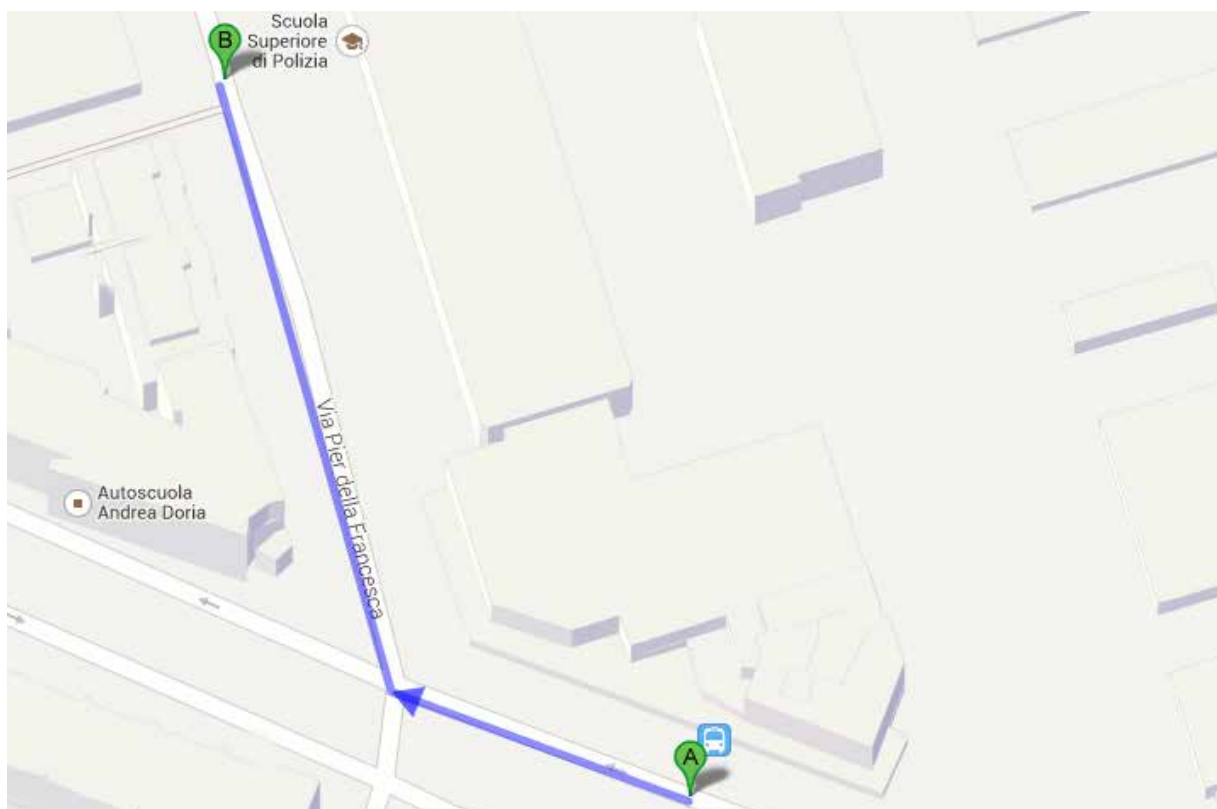 B
Scuola
Superiore
di Polizia
Via Pier della Francesca
Autoscuola
Andrea Doria
A